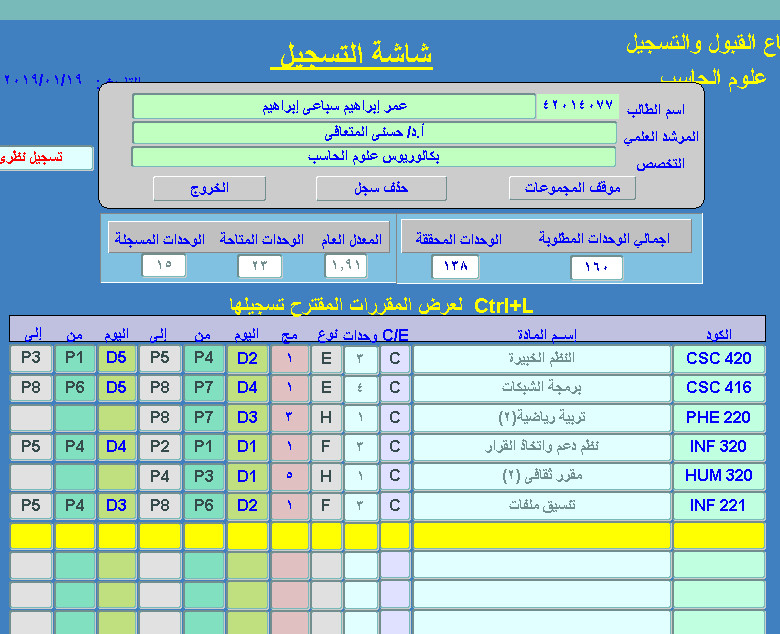 اع القبول والتسجيل
شاشة التسجيل
علوم الحاسب
٢٠١٩/٠١/١٩
اسم الطالب ٤٢٠١٤٠٧٧ عمر إبراهيم سباعى إبراهيم
المرشد العلمي أ.د/ حسنى المتعافى
تسجيل نظرى
التخصص بكالوريوس علوم الحاسب
موقف المجموعات حذف سجل الخروج
اجمالي الوحدات المطلوبة الوحدات المحققة المعدل العام الوحدات المتاحة الوحدات المسجلة
١٦٠ ١٣٨ ١,٩١ ٢٣ ١٥
Ctrl+L لعرض المقررات المقترح تسجيلها
الكود اسم المادة C/E وحدات نوع مج اليوم من إلى اليوم من إلى
CSC 420 النظم الخبيرة C ٣ E ١ D2 P4 P5 D5 P1 P3
CSC 416 برمجة الشبكات C ٤ E ١ D4 P7 P8 D5 P6 P8
PHE 220 تربية رياضية(٢) C ١ H ٣ D3 P7 P8
INF 320 نظم دعم واتخاذ القرار C ٣ F ١ D1 P1 P2 D4 P4 P5
HUM 320 مقرر ثقافى (٢) C ١ H ٥ D1 P3 P4
INF 221 تنسيق ملفات C ٣ F ١ D2 P6 P8 D3 P4 P5